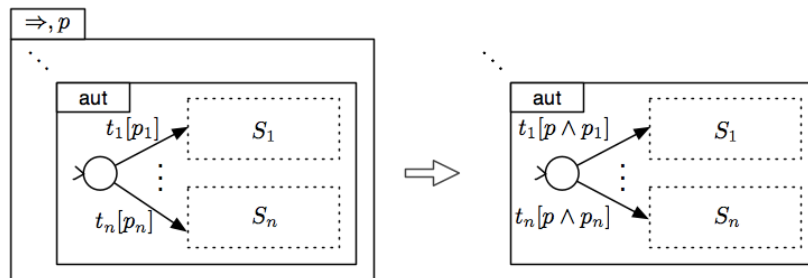 ⇒, p
aut
t₁[p₁]
S₁
tₙ[pₙ]
Sₙ
aut
t₁[p ∧ p₁]
S₁
tₙ[p ∧ pₙ]
Sₙ